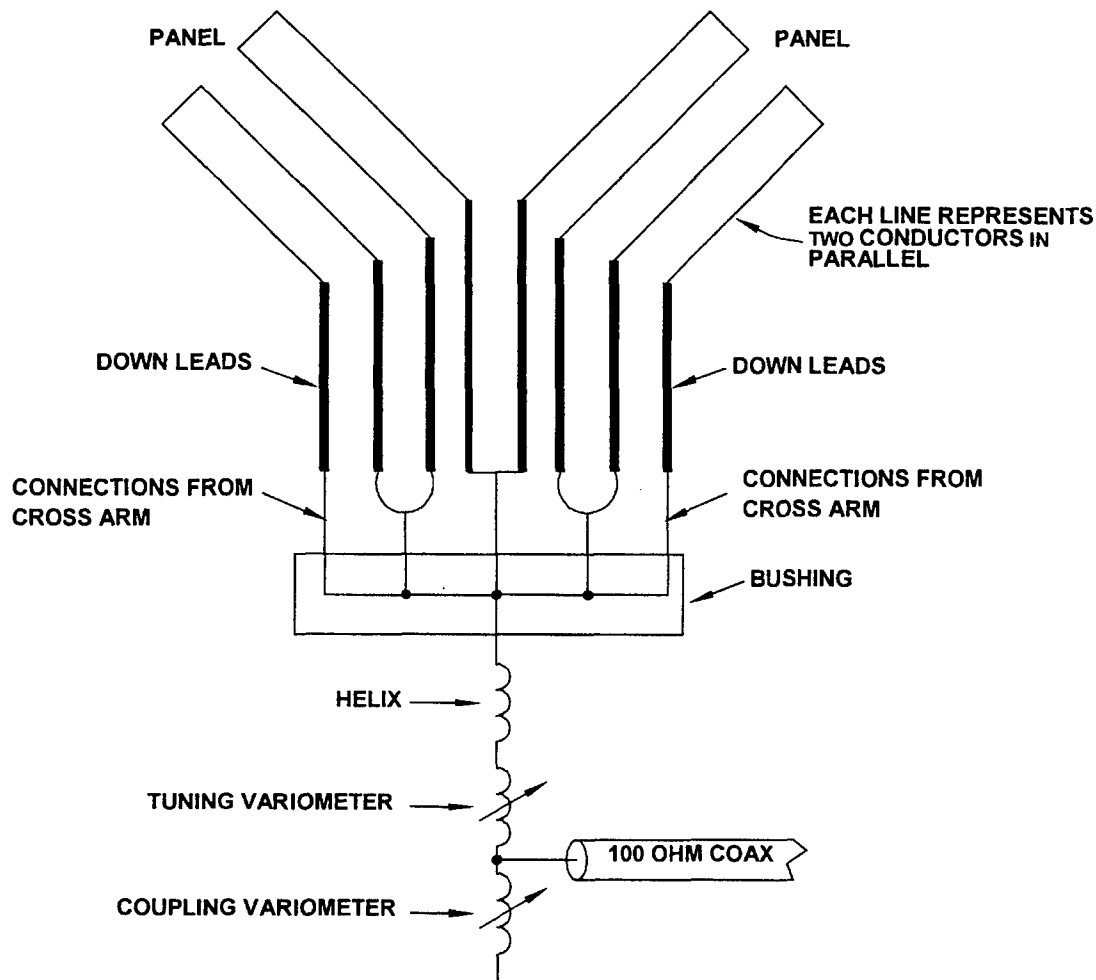 PANEL
PANEL
EACH LINE REPRESENTS
TWO CONDUCTORS IN
PARALLEL
DOWN LEADS
DOWN LEADS
CONNECTIONS FROM
CROSS ARM
CONNECTIONS FROM
CROSS ARM
BUSHING
HELIX
TUNING VARIOMETER
100 OHM COAX
COUPLING VARIOMETER